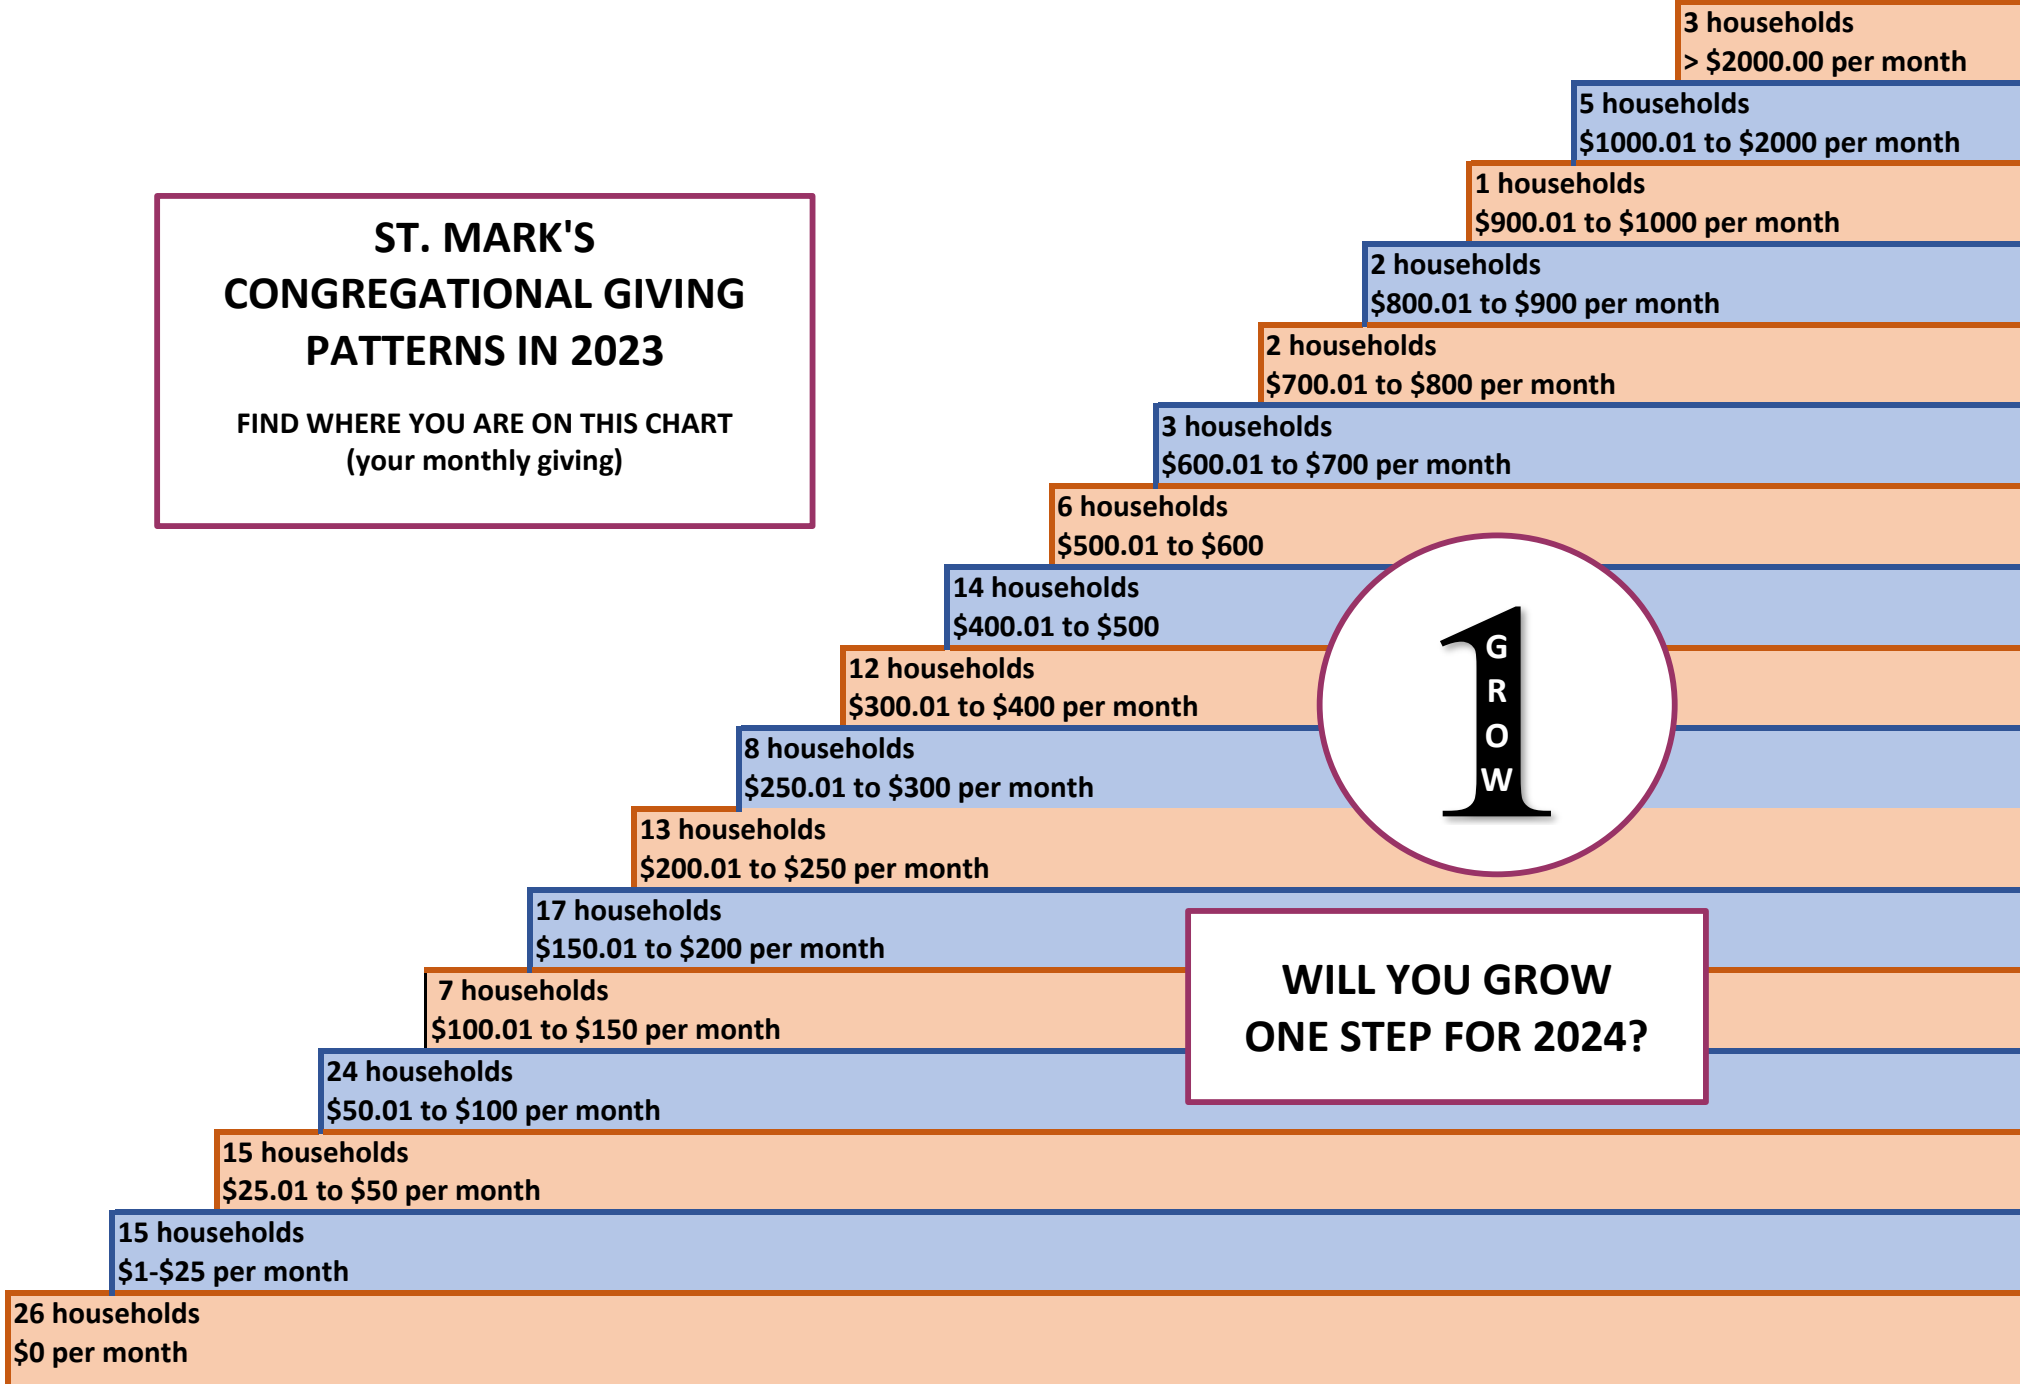 3 households
> $2000.00 per month
5 households
$1000.01 to $2000 per month
1 households
$900.01 to $1000 per month
ST. MARK'S
CONGREGATIONAL GIVING
PATTERNS IN 2023
FIND WHERE YOU ARE ON THIS CHART
(your monthly giving)
2 households
$800.01 to $900 per month
2 households
$700.01 to $800 per month
3 households
$600.01 to $700 per month
6 households
$500.01 to $600
14 households
$400.01 to $500
12 households
$300.01 to $400 per month
8 households
$250.01 to $300 per month
1
G
R
O
W
13 households
$200.01 to $250 per month
17 households
$150.01 to $200 per month
7 households
$100.01 to $150 per month
WILL YOU GROW
ONE STEP FOR 2024?
24 households
$50.01 to $100 per month
15 households
$25.01 to $50 per month
15 households
$1-$25 per month
26 households
$0 per month